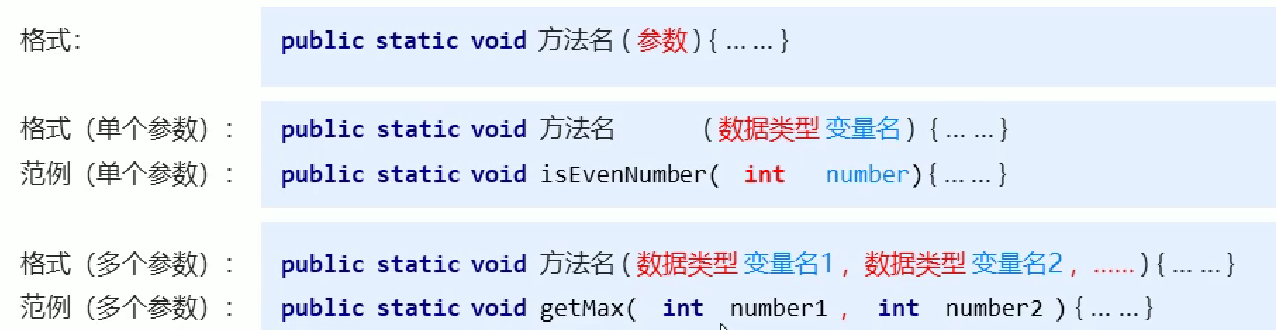 格式： public static void 方法名 ( 参数 ) { ... ... }
格式（单个参数）： public static void 方法名 ( 数据类型 变量名 ) { ... ... }
范例（单个参数）： public static void isEvenNumber( int number){ ... ... }
格式（多个参数）： public static void 方法名 ( 数据类型 变量名1 , 数据类型 变量名2 , ...... ) { ... ... }
范例（多个参数）： public static void getMax( int number1 , int number2 ) { ... ... }